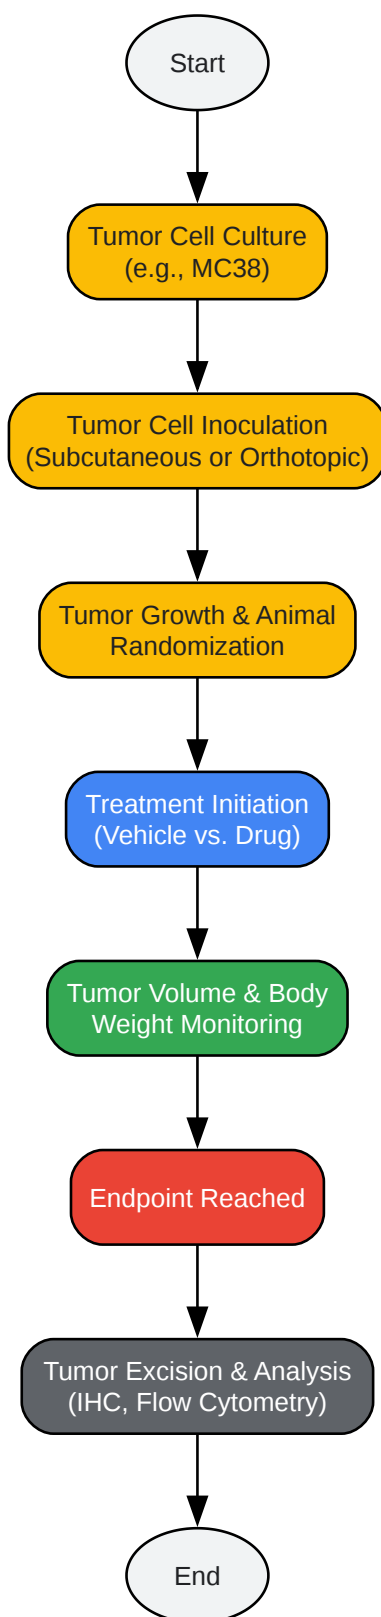 Start
Tumor Cell Culture
(e.g., MC38)
Tumor Cell Inoculation
(Subcutaneous or Orthotopic)
Tumor Growth & Animal
Randomization
Treatment Initiation
(Vehicle vs. Drug)
Tumor Volume & Body
Weight Monitoring
Endpoint Reached
Tumor Excision & Analysis
(IHC, Flow Cytometry)
End